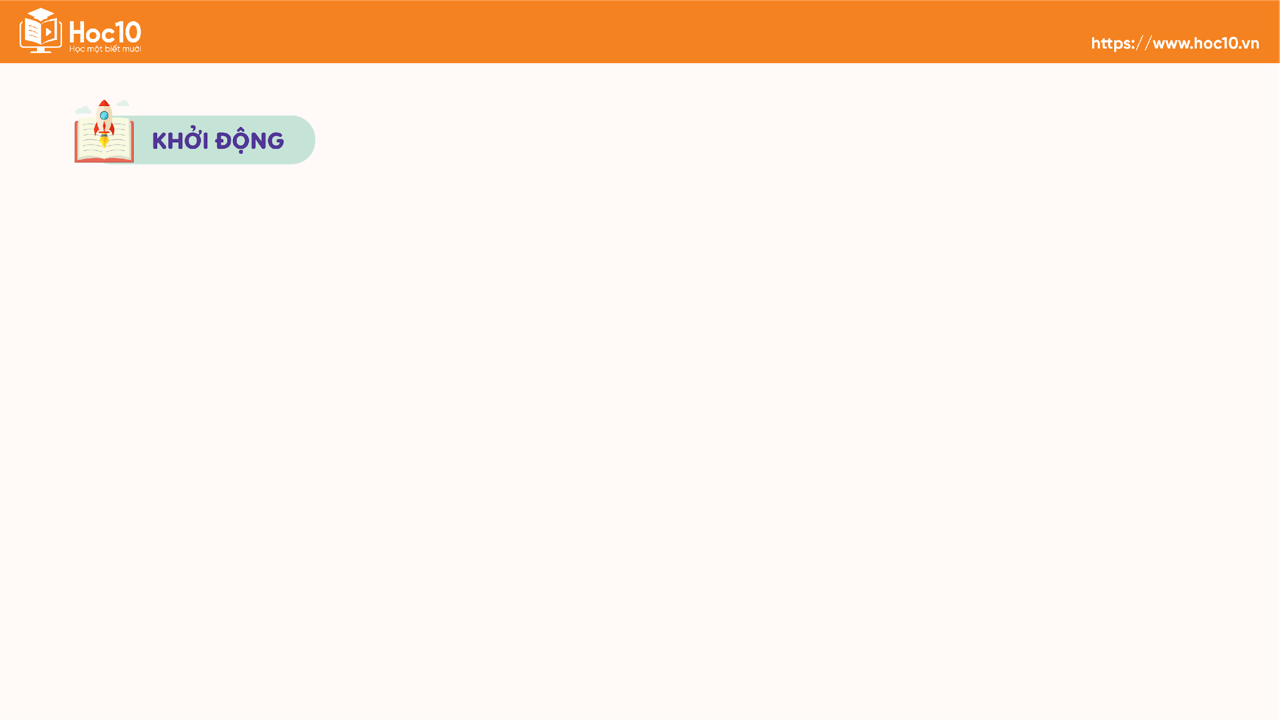 Hoc10
Học một biết mười
https://www.hoc10.vn
KHỞI ĐỘNG